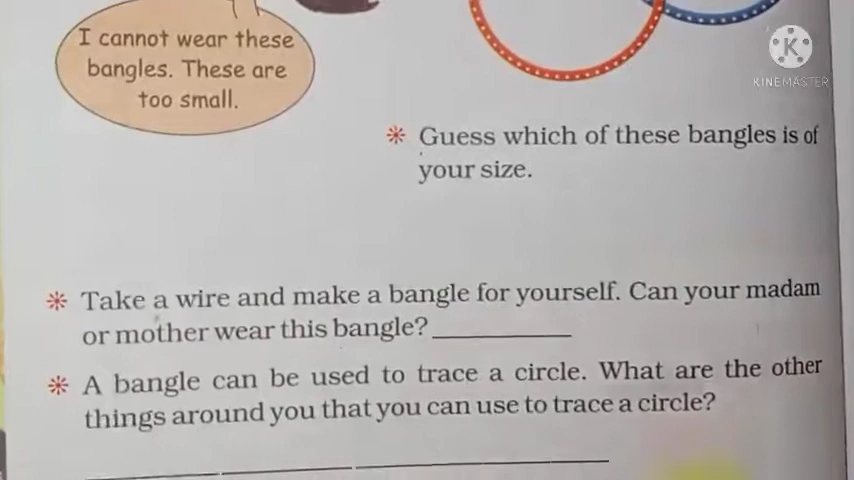 I cannot wear these
bangles. These are
too small.
KINEMASTER
✳ Guess which of these bangles is of
your size.
✳ Take a wire and make a bangle for yourself. Can your madam
or mother wear this bangle? __________
✳ A bangle can be used to trace a circle. What are the other
things around you that you can use to trace a circle?